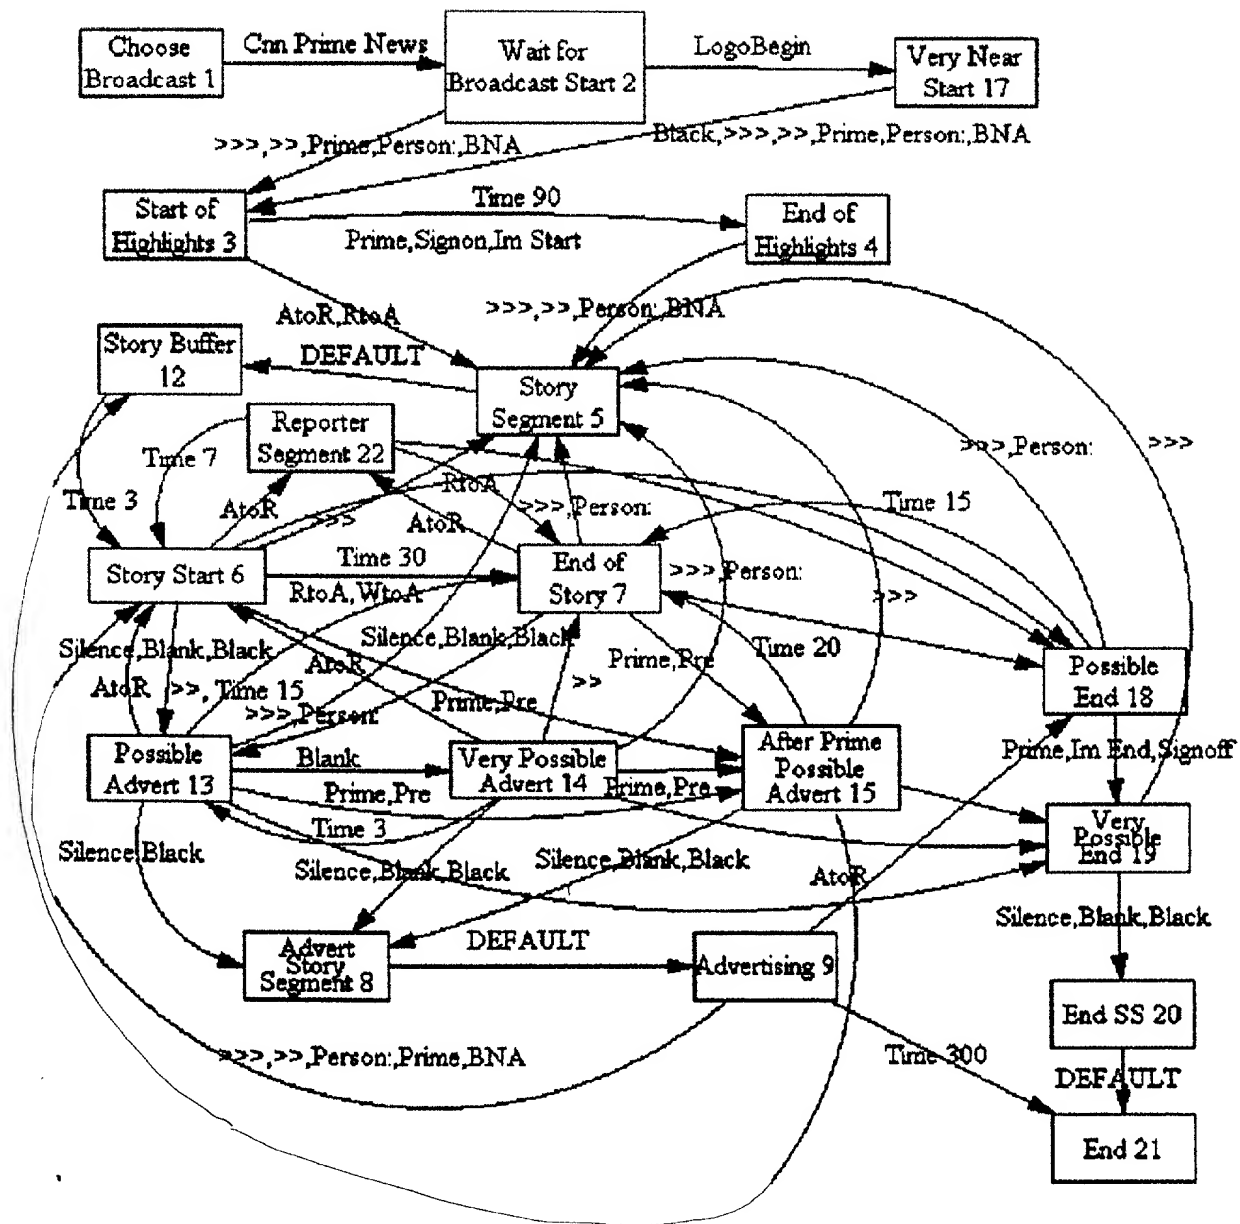 Choose
Broadcast 1
Cnn Prime News
Wait for
Broadcast Start 2
LogoBegin
Very Near
Start 17
>>>,>>,Prime,Person:,BNA
Black,>>>,>>,Prime,Person:,BNA
Start of
Highlights 3
Time 90
Prime,Signon,Im Start
End of
Highlights 4
AtoR,RtoA
>>>,>>,Person:,BNA
Story Buffer
12
DEFAULT
Story
Segment 5
Reporter
Segment 22
Time 7
>>>,Person:
>>>
Time 3
AtoR
>>>
RtoA
AtoR
>>>,Person:
Time 15
Story Start 6
Time 30
RtoA,WtoA
End of
Story 7
>>>,Person:
>>>
Silence,Blank,Black
Silence,Blank,Black
AtoR
Prime,Pre
Time 20
Possible
End 18
AtoR
>>, Time 15
>>>,Person:
Prime,Pre
>>
Possible
Advert 13
Blank
Very Possible
Advert 14
After Prime
Possible
Advert 15
Prime,Im End,Signoff
Prime,Pre
Prime,Pre
Time 3
Very
Possible
End 19
Silence,Black
Silence,Blank,Black
Silence,Blank,Black
AtoR
Silence,Blank,Black
Advert
Story
Segment 8
DEFAULT
Advertising 9
End SS 20
>>>,>>,Person:,Prime,BNA
Time 300
DEFAULT
End 21